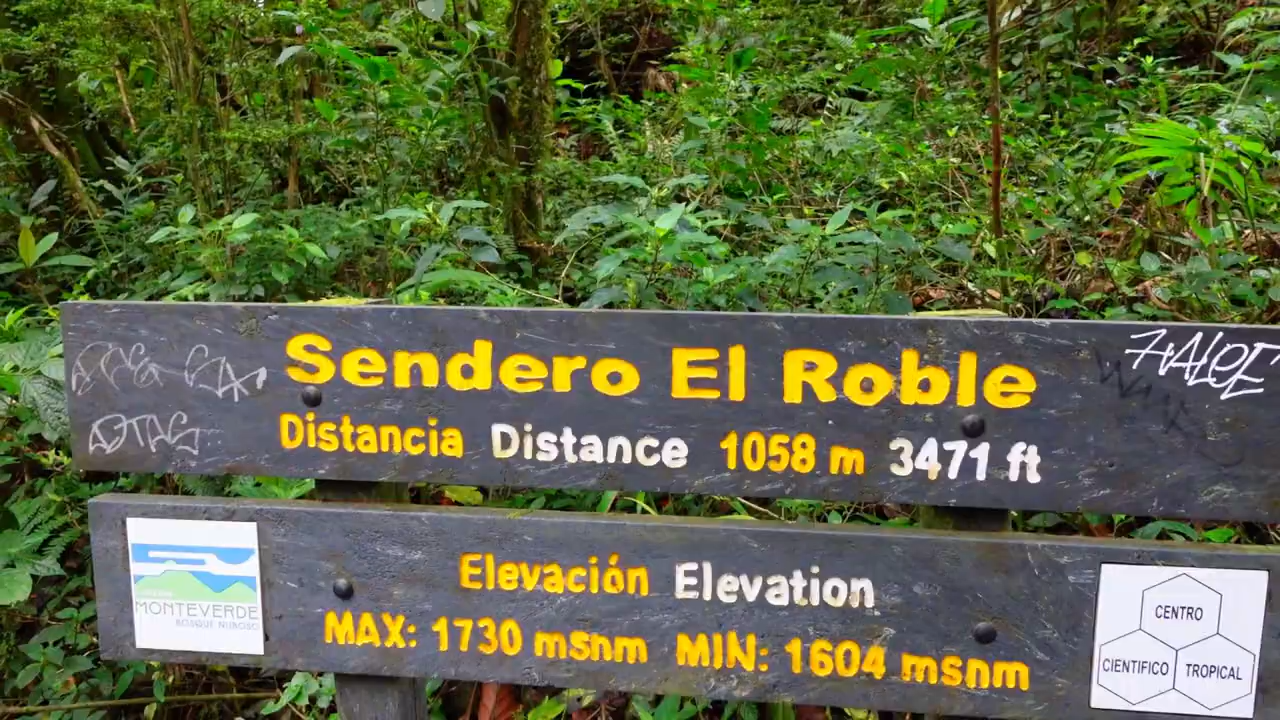 Sendero El Roble
Distancia Distance 1058 m 3471 ft
Elevación Elevation
MAX: 1730 msnm MIN: 1604 msnm
MONTEVERDE
BOSQUE NUBOSO
CENTRO
CIENTIFICO TROPICAL